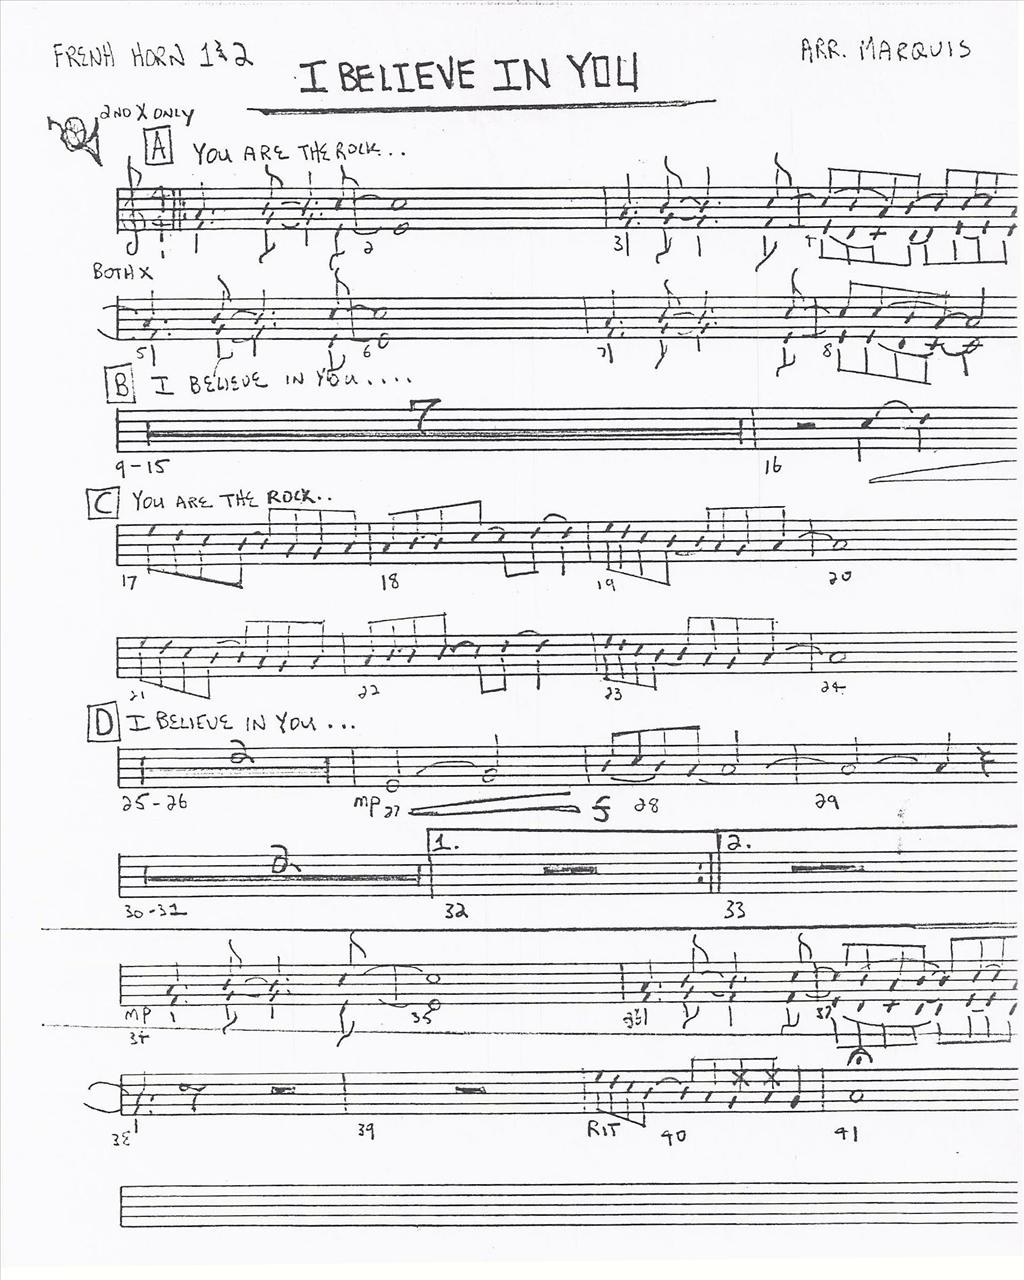 FRENH HORN 1&2
I BELIEVE IN YOU
ARR. MARQUIS
2ND X ONLY
A YOU ARE THE ROCK...
2 3 4
BOTH X
5 6 7 8
B I BELIEVE IN YOU....
7
9-15 16
C YOU ARE THE ROCK..
17 18 19 20
21 22 23 24
D I BELIEVE IN YOU...
2
25-26 mp 27 f 28 29
2 1. 2.
30-31 32 33
MP 35 36 37
34
38 39 RIT 40 41